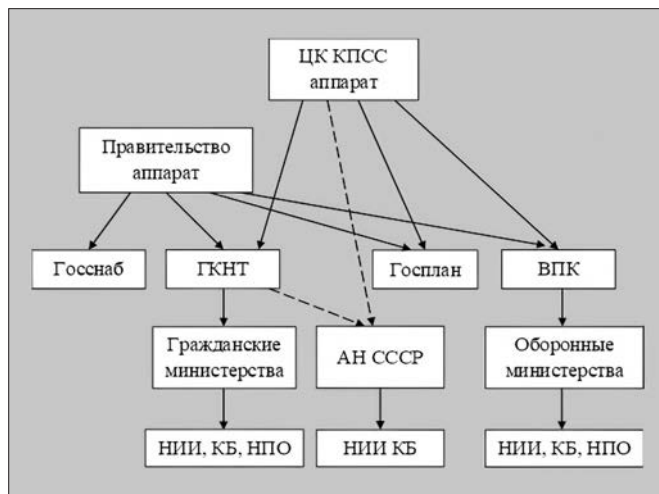 ЦК КПСС
аппарат
Правительство
аппарат
Госснаб
ГКНТ
Госплан
ВПК
Гражданские
министерства
АН СССР
Оборонные
министерства
НИИ, КБ, НПО
НИИ КБ
НИИ, КБ, НПО